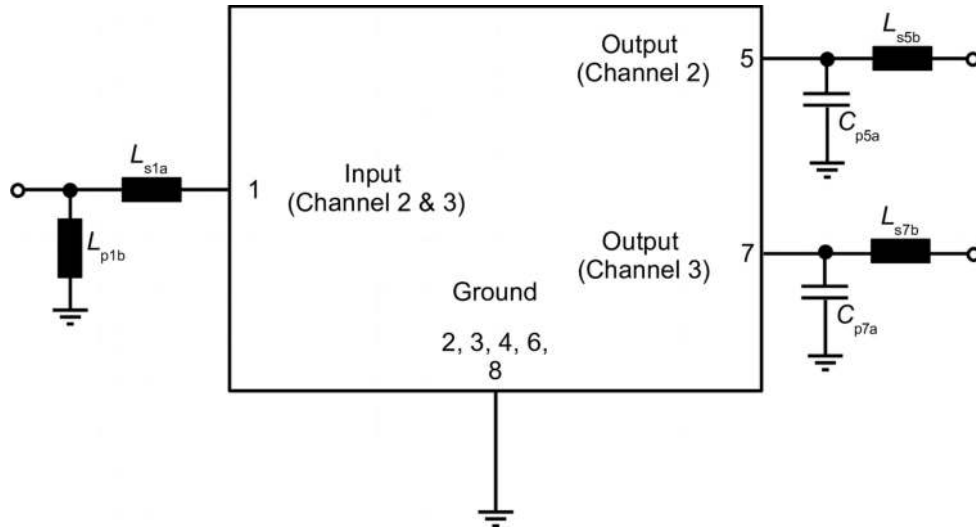 Output
(Channel 2)
5
L s5b
C p5a
L s1a
1
Input
(Channel 2 & 3)
L p1b
Output
(Channel 3)
7
L s7b
C p7a
Ground
2, 3, 4, 6,
8